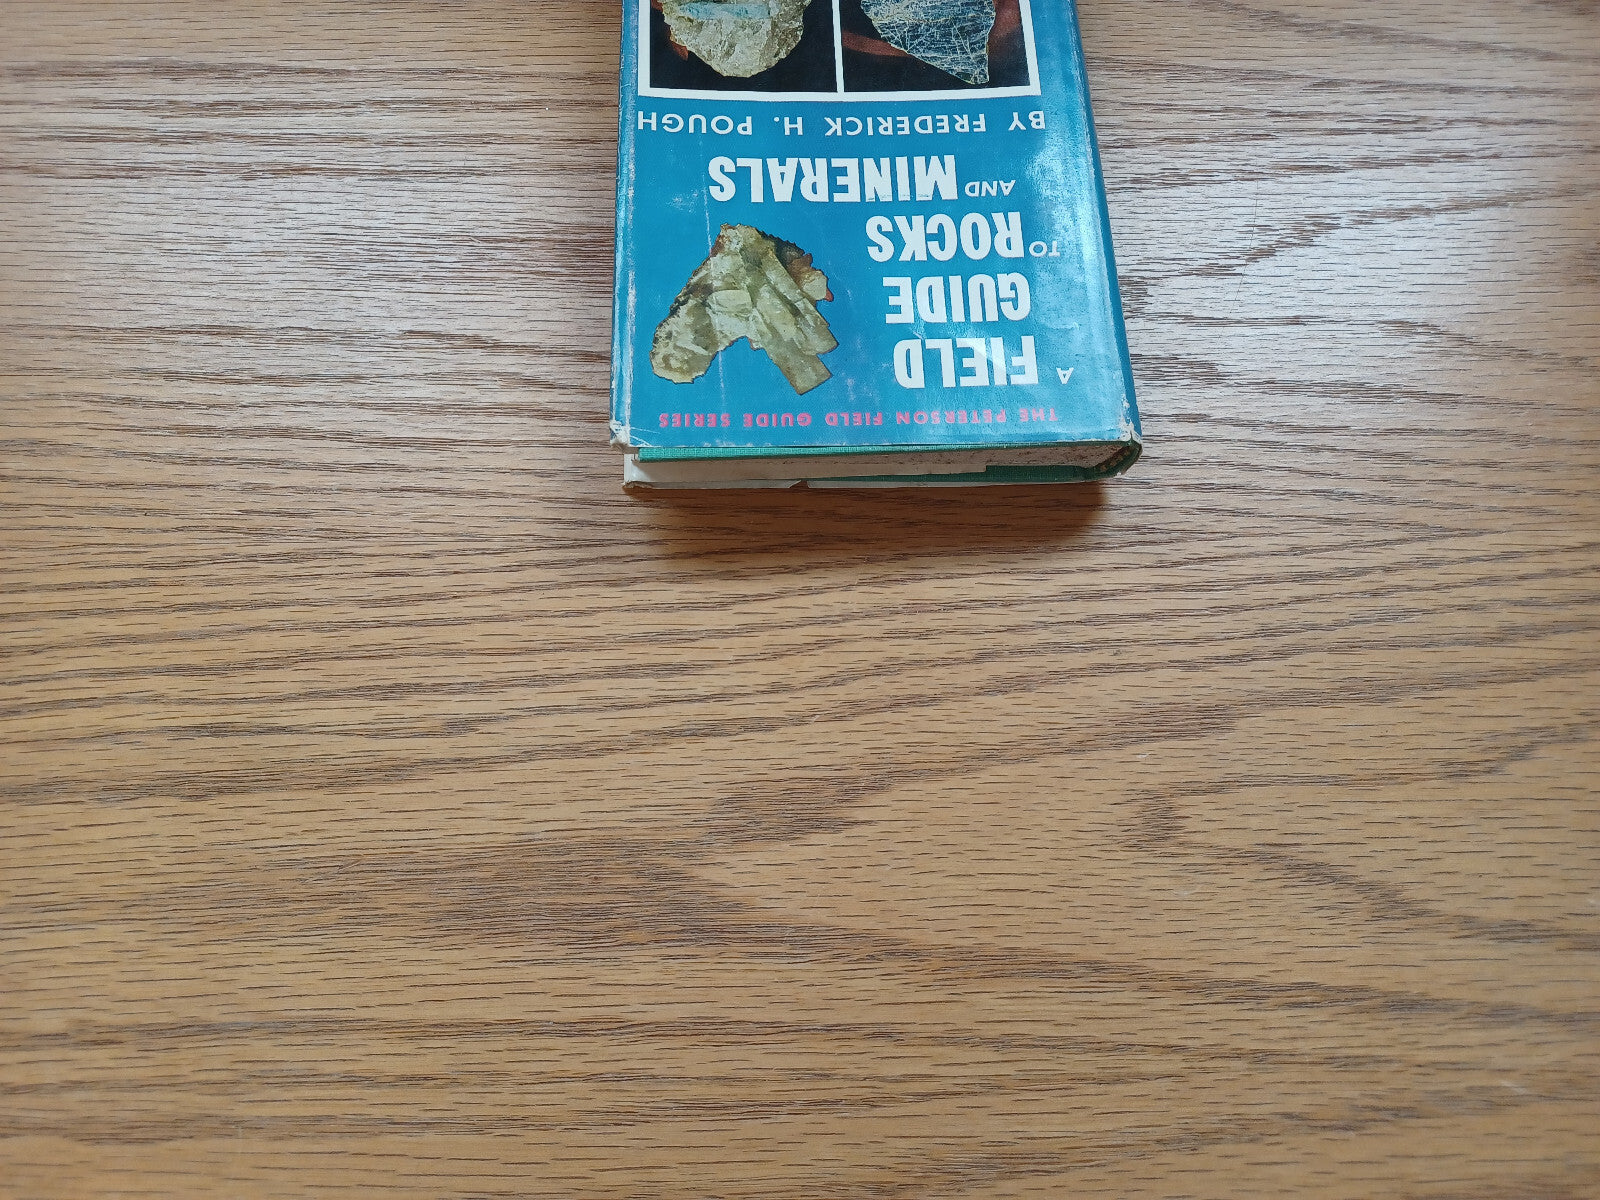 THE PETERSON FIELD GUIDE SERIES
A FIELD
GUIDE
TO ROCKS
AND MINERALS
BY FREDERICK H. POUGH